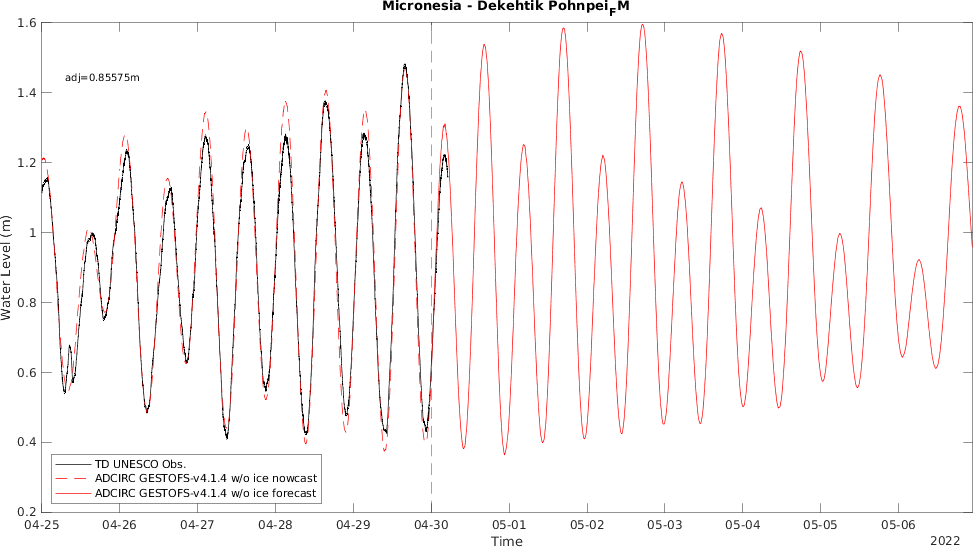 Micronesia - Dekehtik Pohnpei_FM
adj=0.85575m
1.6
1.4
1.2
1
0.8
0.6
0.4
0.2
Water Level (m)
TD UNESCO Obs.
ADCIRC GESTOFS-v4.1.4 w/o ice nowcast
ADCIRC GESTOFS-v4.1.4 w/o ice forecast
04-25 04-26 04-27 04-28 04-29 04-30 05-01 05-02 05-03 05-04 05-05 05-06
Time
2022